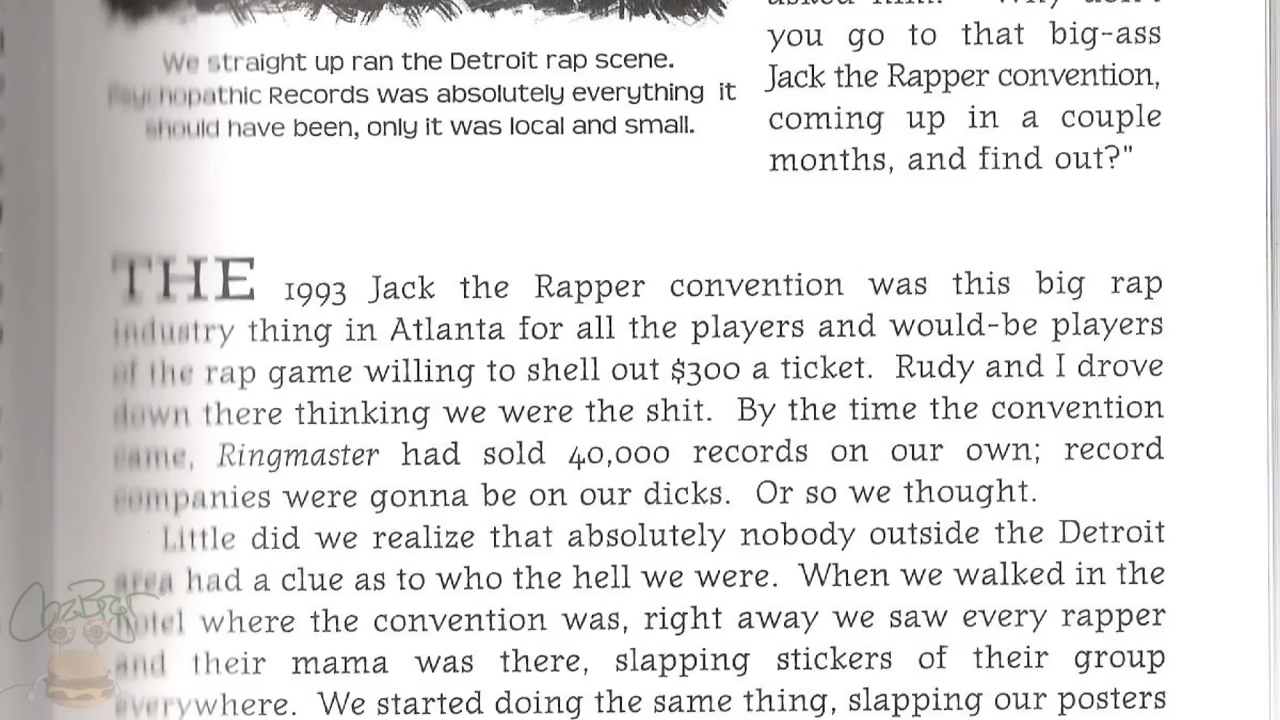 We straight up ran the Detroit rap scene.
Psychopathic Records was absolutely everything it
should have been, only it was local and small.
you go to that big-ass
Jack the Rapper convention,
coming up in a couple
months, and find out?"
THE 1993 Jack the Rapper convention was this big rap
industry thing in Atlanta for all the players and would-be players
of the rap game willing to shell out $300 a ticket. Rudy and I drove
down there thinking we were the shit. By the time the convention
came, Ringmaster had sold 40,000 records on our own; record
companies were gonna be on our dicks. Or so we thought.
Little did we realize that absolutely nobody outside the Detroit
area had a clue as to who the hell we were. When we walked in the
hotel where the convention was, right away we saw every rapper
and their mama was there, slapping stickers of their group
everywhere. We started doing the same thing, slapping our posters